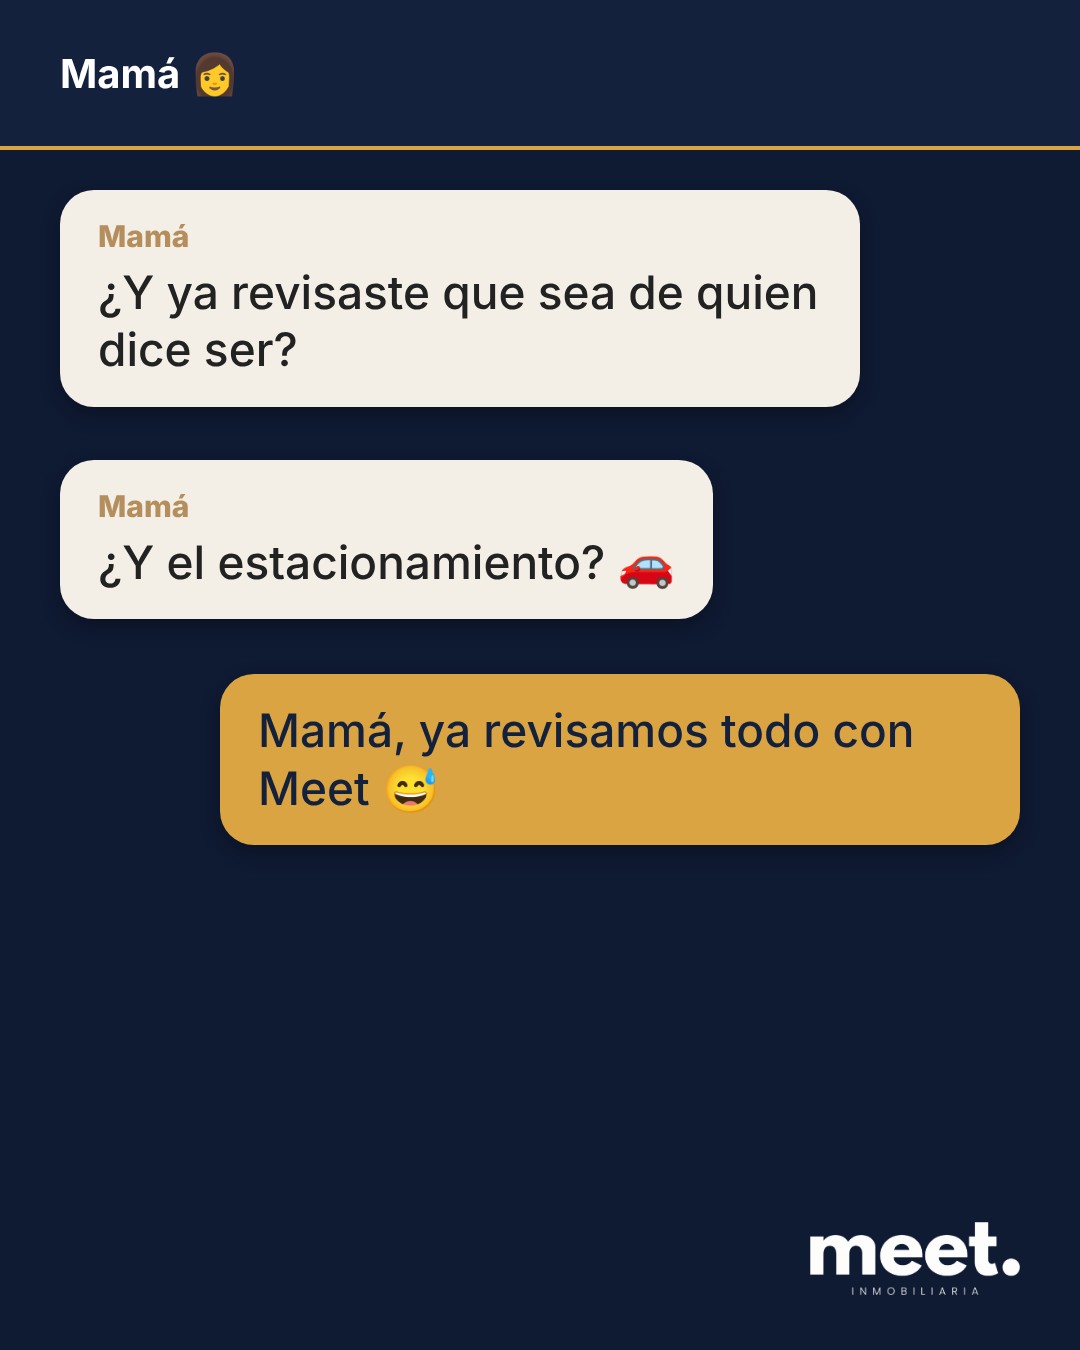 Mamá 👩
Mamá
¿Y ya revisaste que sea de quien
dice ser?
Mamá
¿Y el estacionamiento? 🚗
Mamá, ya revisamos todo con
Meet 😅
meet.
INMOBILIARIA